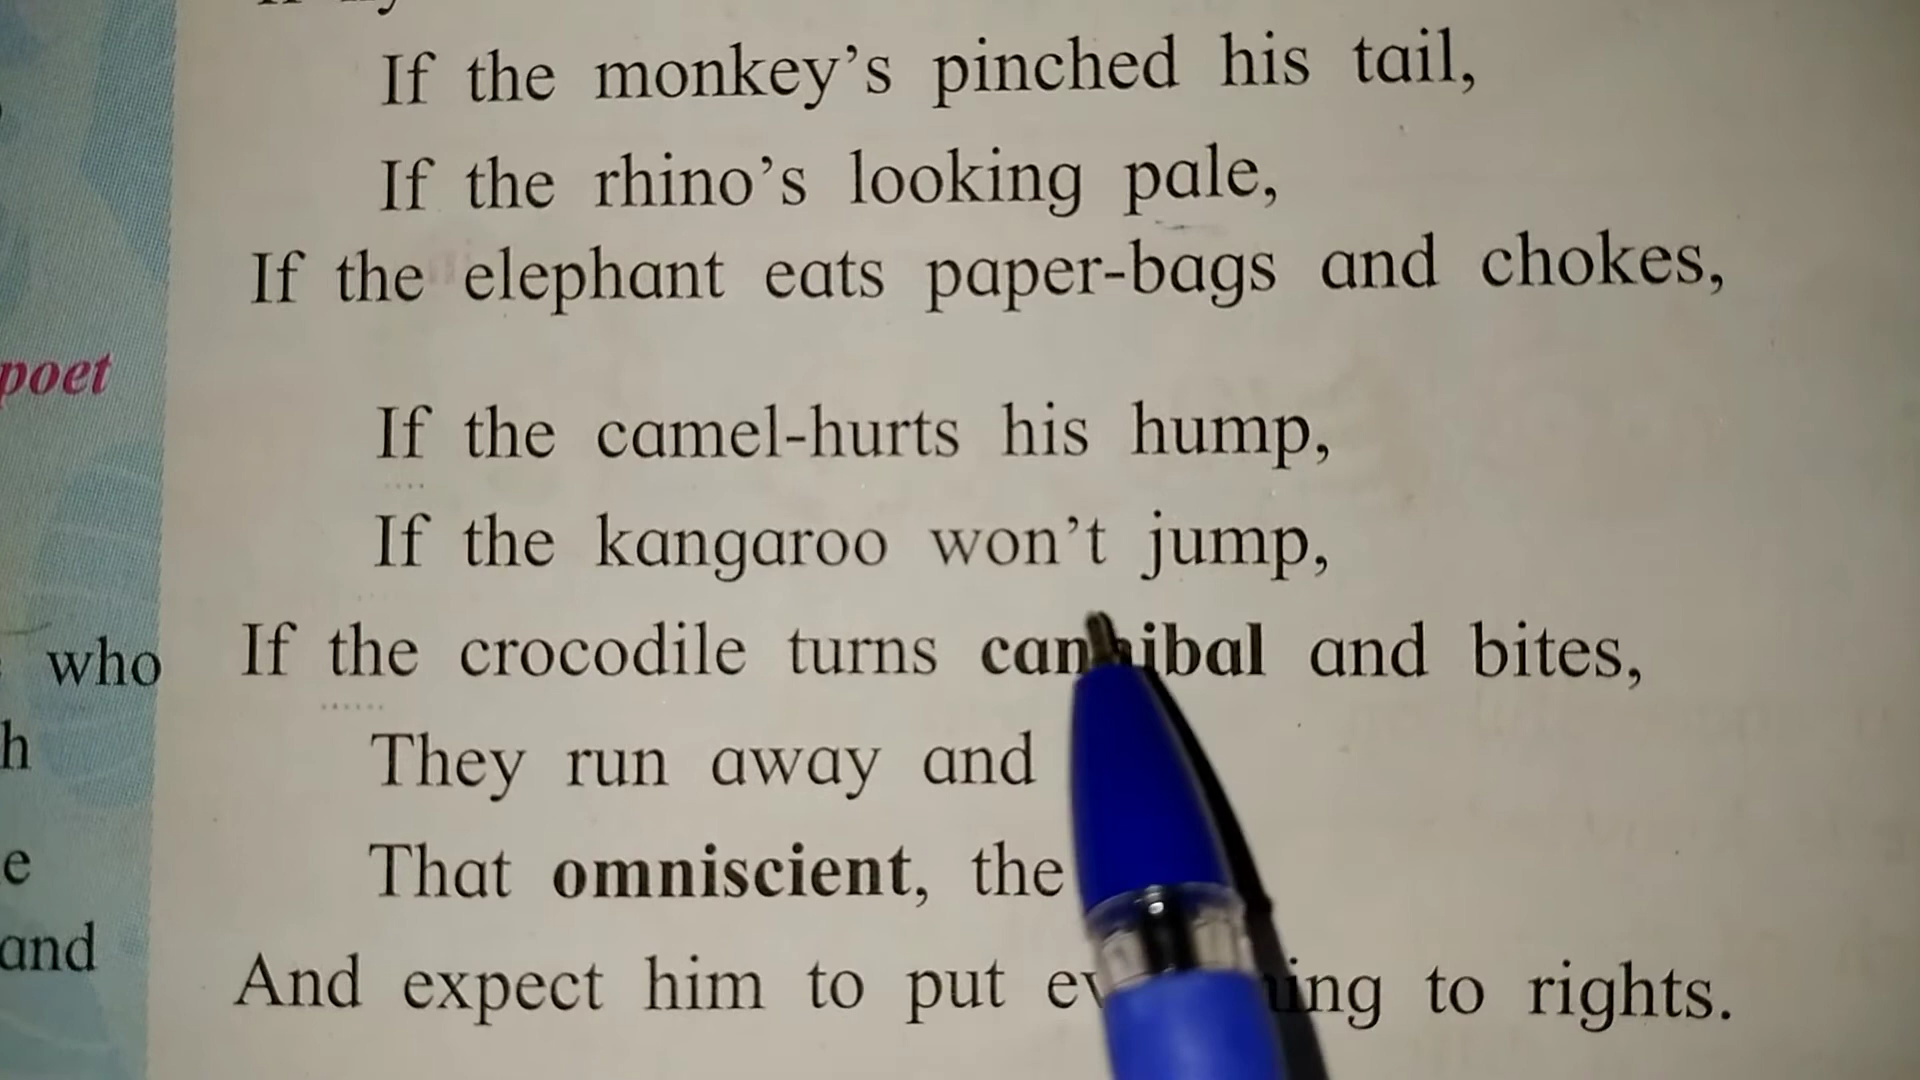 If the monkey's pinched his tail,
If the rhino's looking pale,
If the elephant eats paper-bags and chokes,
poet
If the camel-hurts his hump,
If the kangaroo won't jump,
who
If the crocodile turns cannibal and bites,
h
They run away and
e
That omniscient, the
and
And expect him to put to rights.